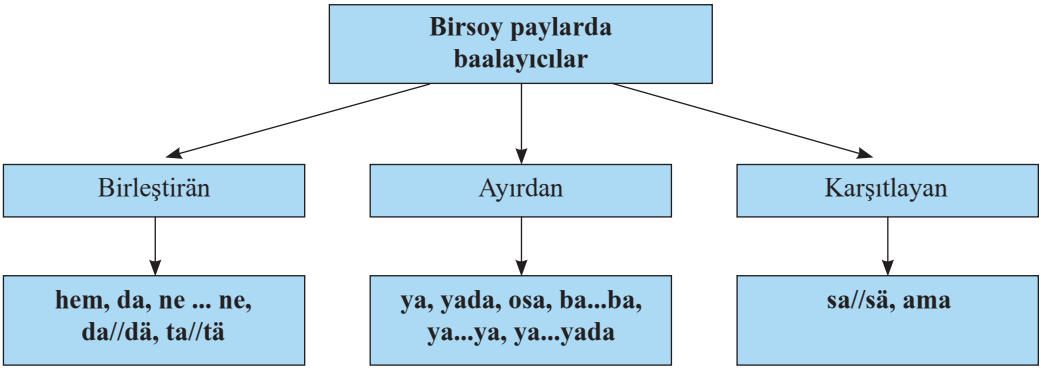 Birsoy paylarda
baalayıcılar
Birleştirän
Ayırdan
Karşıtlayan
hem, da, ne ... ne,
da//dä, ta//tä
ya, yada, osa, ba...ba,
ya...ya, ya...yada
sa//sä, ama